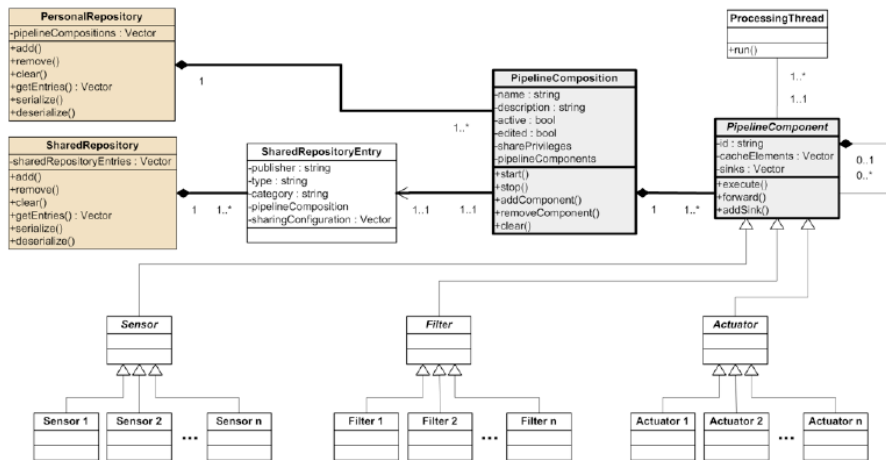 PersonalRepository
-pipelineCompositions : Vector
+add()
+remove()
+clear()
+getEntries() : Vector
+serialize()
+deserialize()
1
1..*
SharedRepository
-sharedRepositoryEntries : Vector
+add()
+remove()
+clear()
+getEntries() : Vector
+serialize()
+deserialize()
1
1..*
SharedRepositoryEntry
-publisher : string
-type : string
-category : string
-pipelineComposition
-sharingConfiguration : Vector
1..1
1..1
PipelineComposition
-name : string
-description : string
-active : bool
-edited : bool
-sharePrivileges
-pipelineComponents
+start()
+stop()
+addComponent()
+removeComponent()
+clear()
1
1..*
ProcessingThread
+run()
1..*
1..1
PipelineComponent
-id : string
-cacheElements : Vector
-sinks : Vector
+execute()
+forward()
+addSink()
0..1
0..*
Sensor
Filter
Actuator
Sensor 1
Sensor 2
...
Sensor n
Filter 1
Filter 2
...
Filter n
Actuator 1
Actuator 2
...
Actuator n